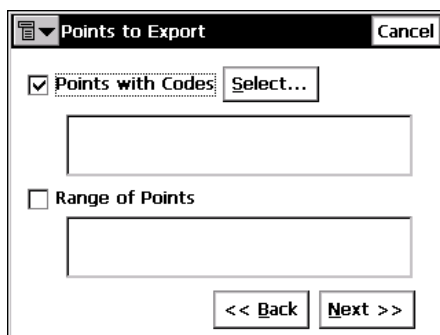 Points to Export Cancel
Points with Codes Select...
Range of Points
<< Back Next >>